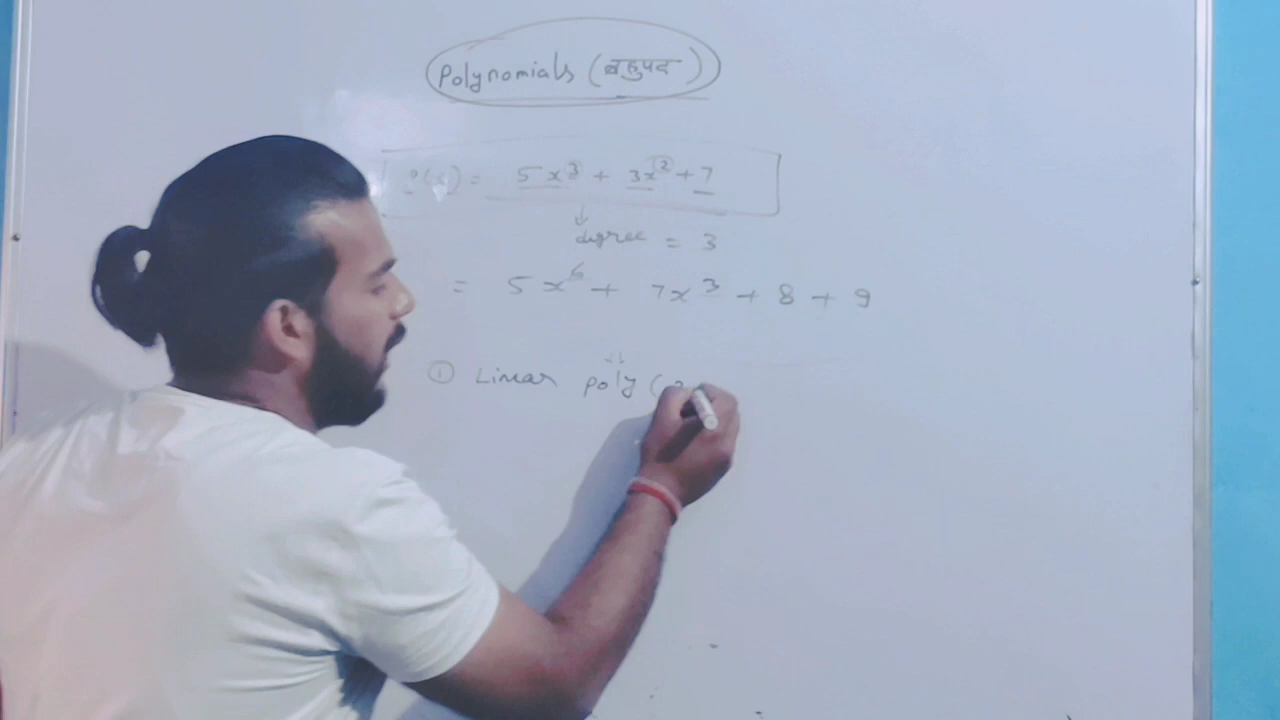 Polynomials (बहुपद)
p(x) = 5x³ + 3x² + 7
degree = 3
= 5x⁶ + 7x³ + 8 + 9
① Linear poly (